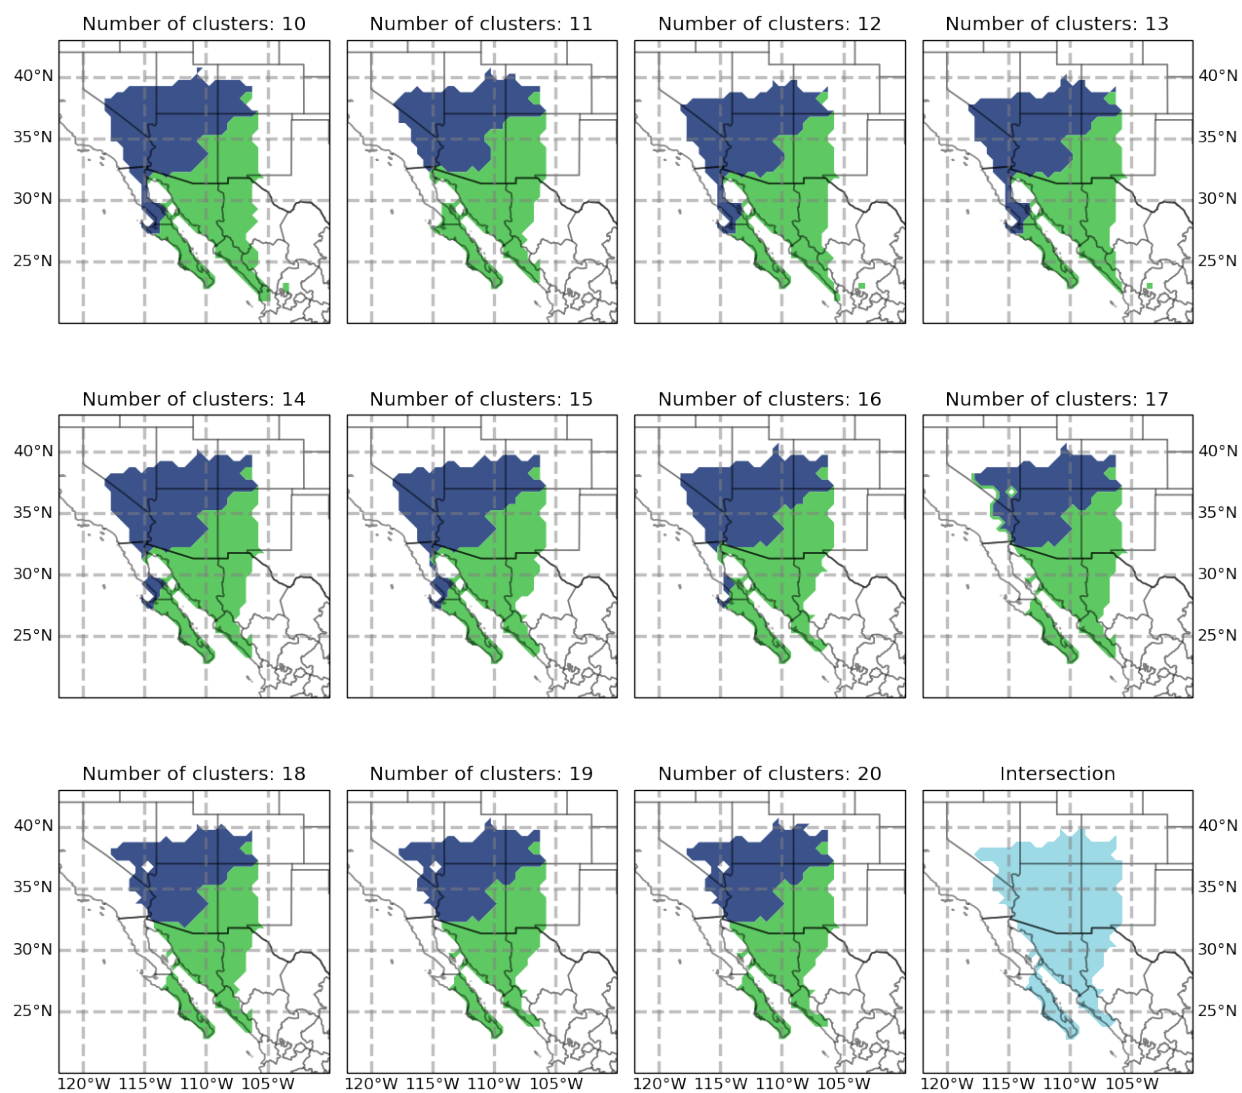 Number of clusters: 10 Number of clusters: 11 Number of clusters: 12 Number of clusters: 13
40°N 40°N
35°N 35°N
30°N 30°N
25°N 25°N
Number of clusters: 14 Number of clusters: 15 Number of clusters: 16 Number of clusters: 17
40°N 40°N
35°N 35°N
30°N 30°N
25°N 25°N
Number of clusters: 18 Number of clusters: 19 Number of clusters: 20 Intersection
40°N 40°N
35°N 35°N
30°N 30°N
25°N 25°N
120°W 115°W 110°W 105°W 120°W 115°W 110°W 105°W 120°W 115°W 110°W 105°W 120°W 115°W 110°W 105°W